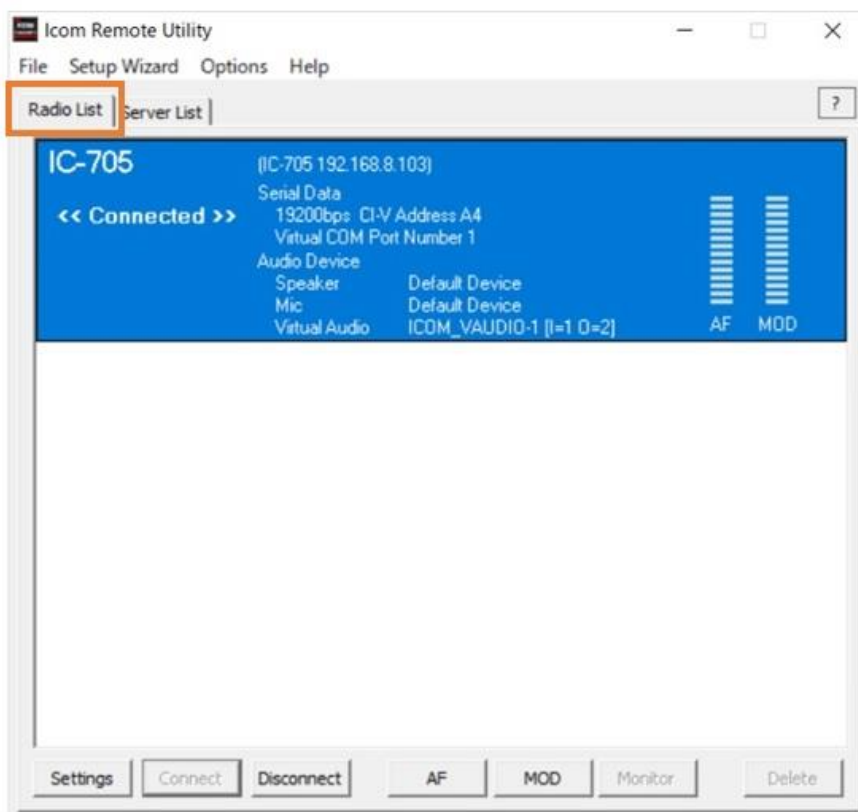 Icom Remote Utility
File Setup Wizard Options Help
Radio List Server List ?
IC-705 (IC-705 192.168.8.103)
Serial Data
<< Connected >> 19200bps CI-V Address A4
Virtual COM Port Number 1
Audio Device
Speaker Default Device
Mic Default Device
Virtual Audio ICOM_VAUDIO-1 [I=1 O=2] AF MOD
Settings Connect Disconnect AF MOD Monitor Delete